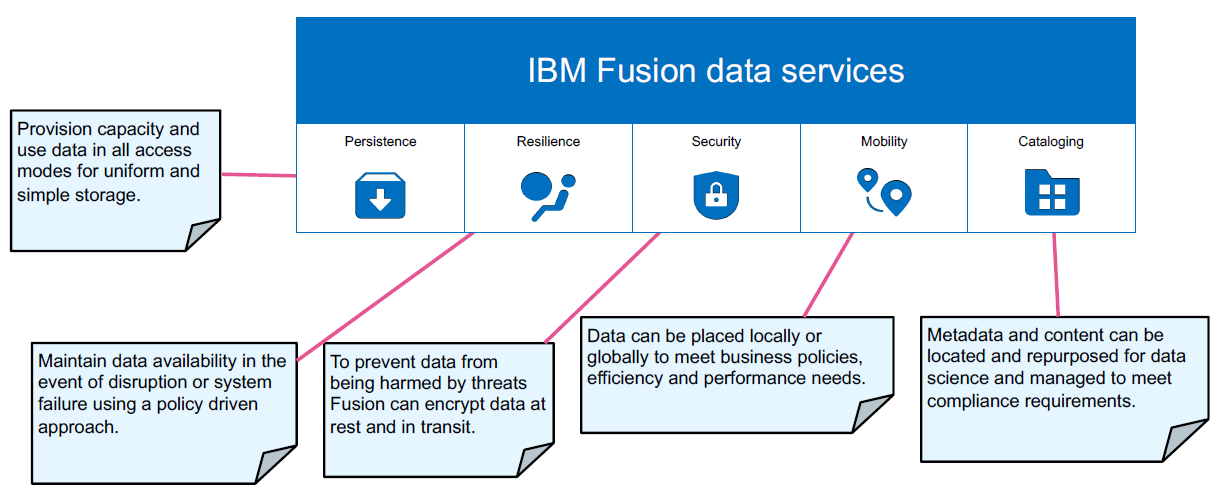 IBM Fusion data services
Persistence
Resilience
Security
Mobility
Cataloging
Provision capacity and
use data in all access
modes for uniform and
simple storage.
Maintain data availability in the
event of disruption or system
failure using a policy driven
approach.
To prevent data from
being harmed by threats
Fusion can encrypt data at
rest and in transit.
Data can be placed locally or
globally to meet business policies,
efficiency and performance needs.
Metadata and content can be
located and repurposed for data
science and managed to meet
compliance requirements.